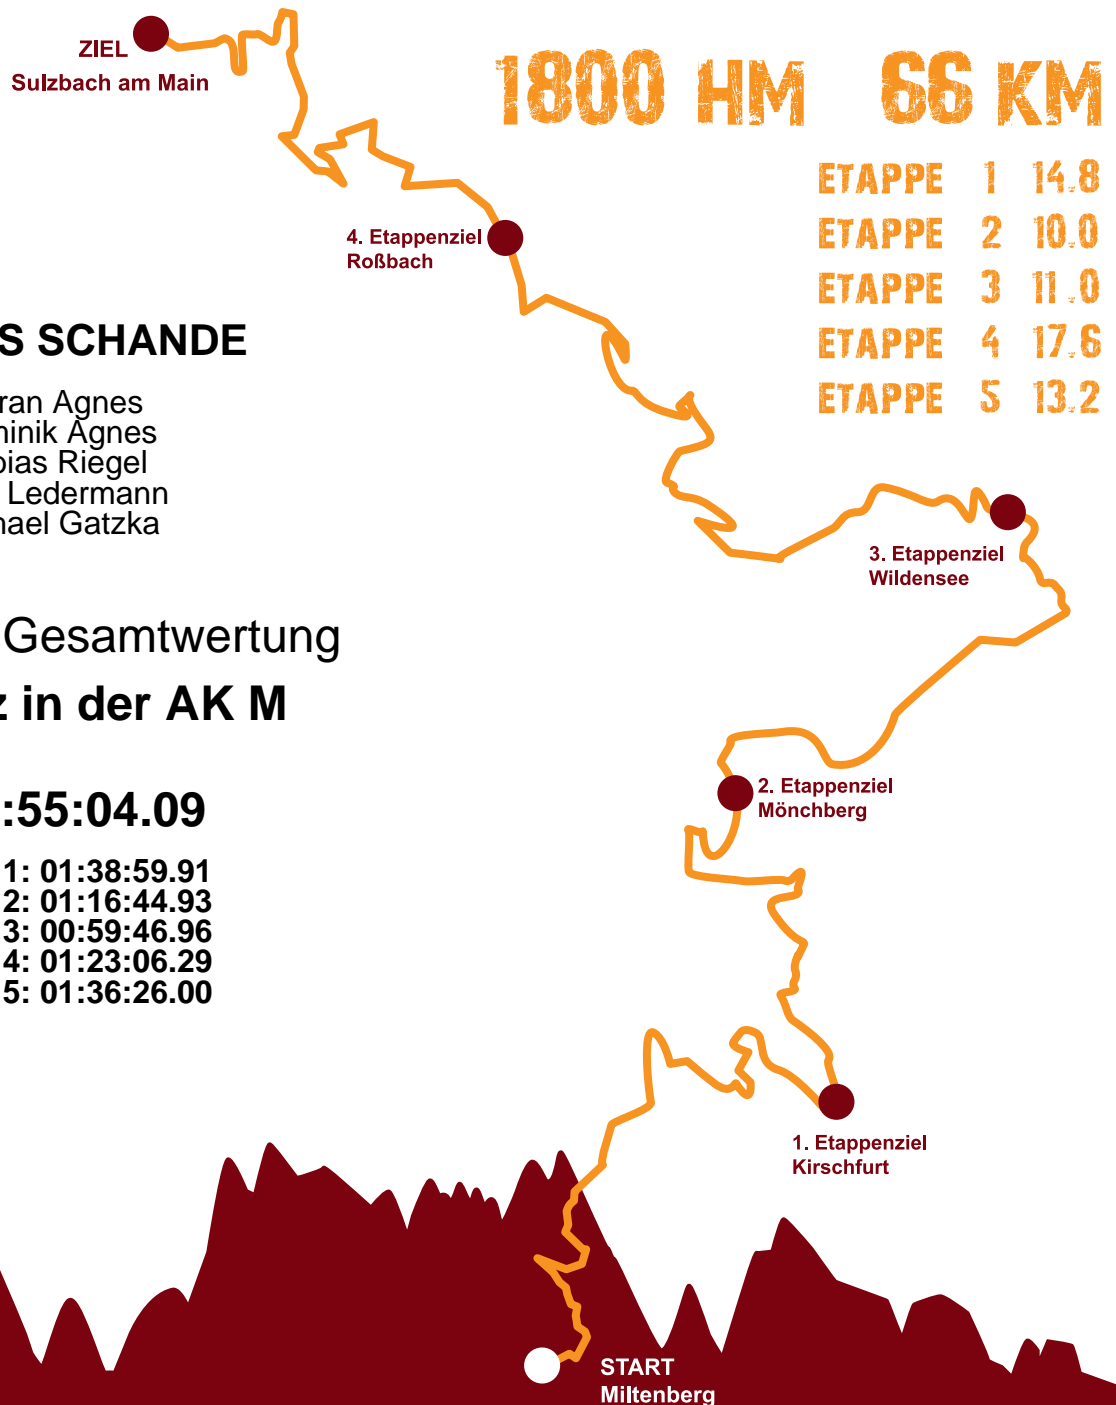 ZIEL
Sulzbach am Main
1800 HM 66 KM
ETAPPE 1 14.8
ETAPPE 2 10.0
ETAPPE 3 11.0
ETAPPE 4 17.6
ETAPPE 5 13.2
4. Etappenziel
Roßbach
S SCHANDE
ran Agnes
minik Agnes
bias Riegel
Ledermann
hael Gatzka
3. Etappenziel
Wildensee
Gesamtwertung
z in der AK M
2. Etappenziel
Mönchberg
:55:04.09
1: 01:38:59.91
2: 01:16:44.93
3: 00:59:46.96
4: 01:23:06.29
5: 01:36:26.00
1. Etappenziel
Kirschfurt
START
Miltenberg